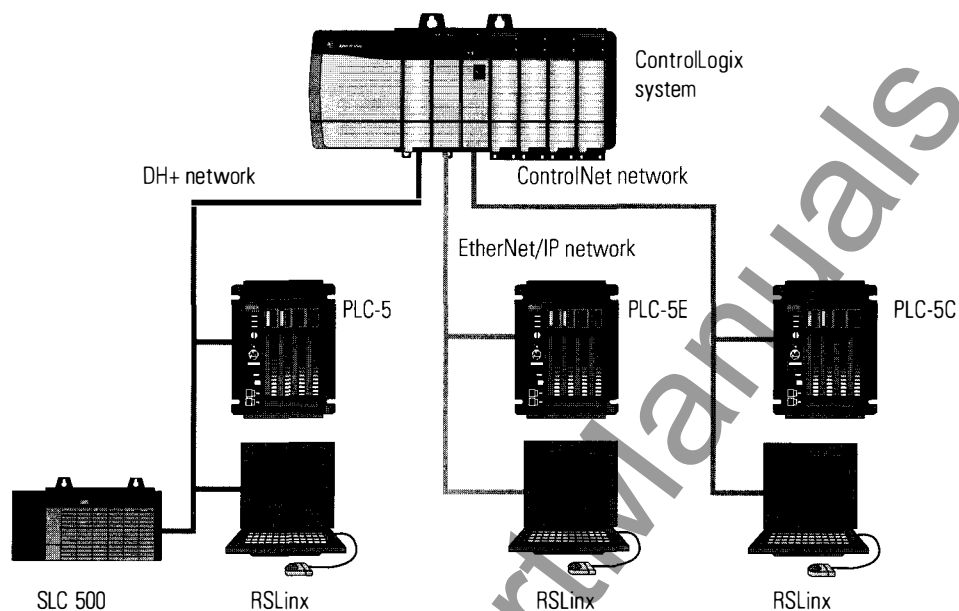 ControlLogix
system
DH+ network
ControlNet network
EtherNet/IP network
PLC-5
PLC-5E
PLC-5C
SLC 500
RSLinx
RSLinx
RSLinx
rtManuals